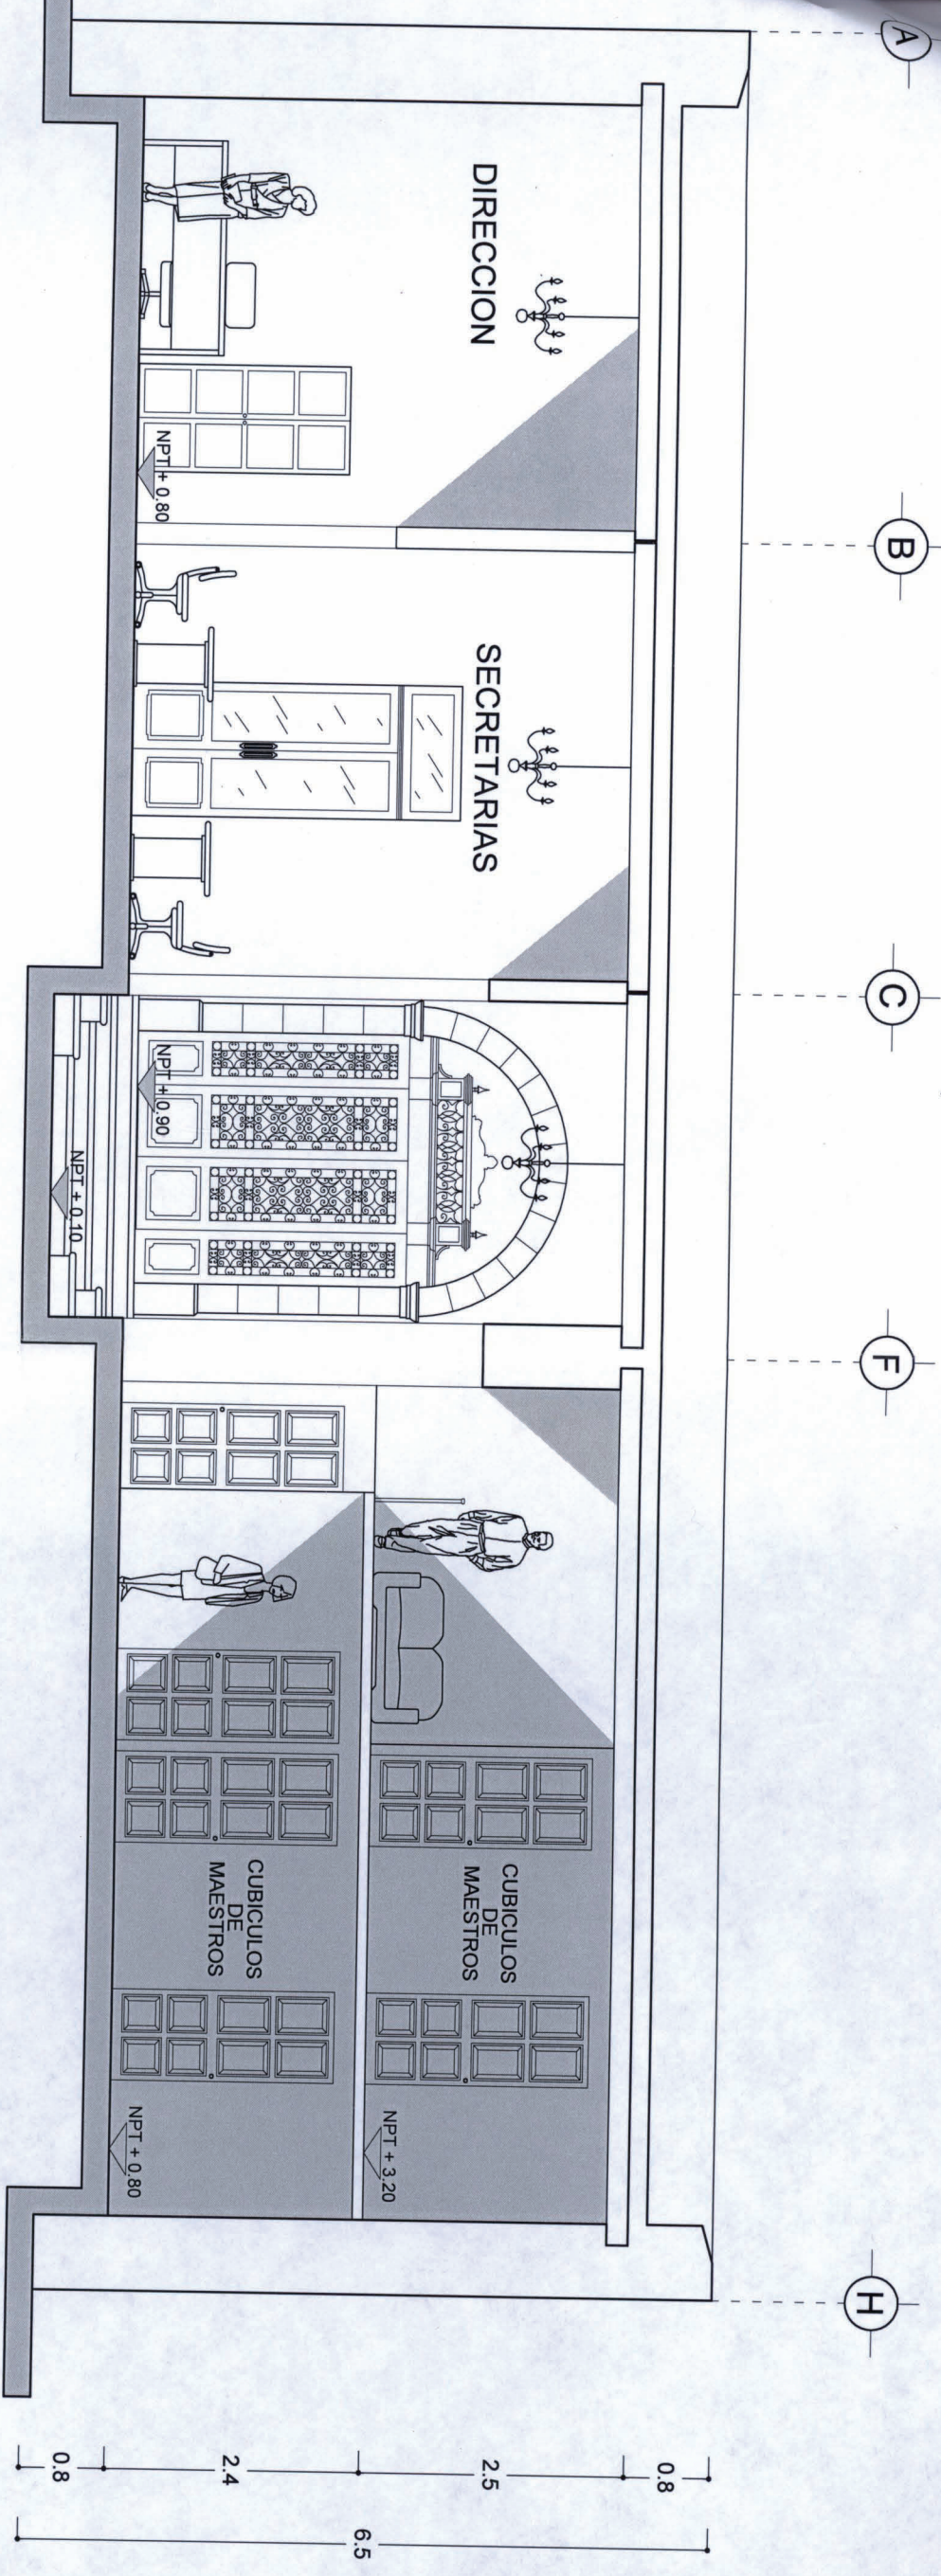 A
B
C
F
H
DIRECCION
SECRETARIAS
NPT + 0.80
NPT + 0.90
NPT + 0.10
CUBICULOS
DE
MAESTROS
CUBICULOS
DE
MAESTROS
NPT + 3.20
NPT + 0.80
0.8
2.5
2.4
0.8
6.5